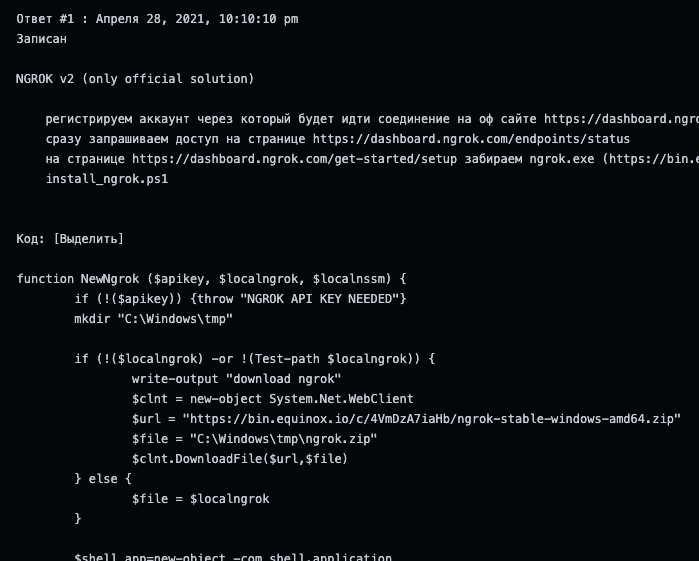 Ответ #1 : Апреля 28, 2021, 10:10:10 pm
Записан
NGROK v2 (only official solution)
регистрируем аккаунт через который будет идти соединение на оф сайте https://dashboard.ngro
сразу запрашиваем доступ на странице https://dashboard.ngrok.com/endpoints/status
на странице https://dashboard.ngrok.com/get-started/setup забираем ngrok.exe (https://bin.e
install_ngrok.ps1
Код: [Выделить]
function NewNgrok ($apikey, $localngrok, $localnssm) {
if (!($apikey)) {throw "NGROK API KEY NEEDED"}
mkdir "C:\Windows\tmp"
if (!($localngrok) -or !(Test-path $localngrok)) {
write-output "download ngrok"
$clnt = new-object System.Net.WebClient
$url = "https://bin.equinox.io/c/4VmDzA7iaHb/ngrok-stable-windows-amd64.zip"
$file = "C:\Windows\tmp\ngrok.zip"
$clnt.DownloadFile($url,$file)
} else {
$file = $localngrok
}
$shell_app=new-object -com shell.application